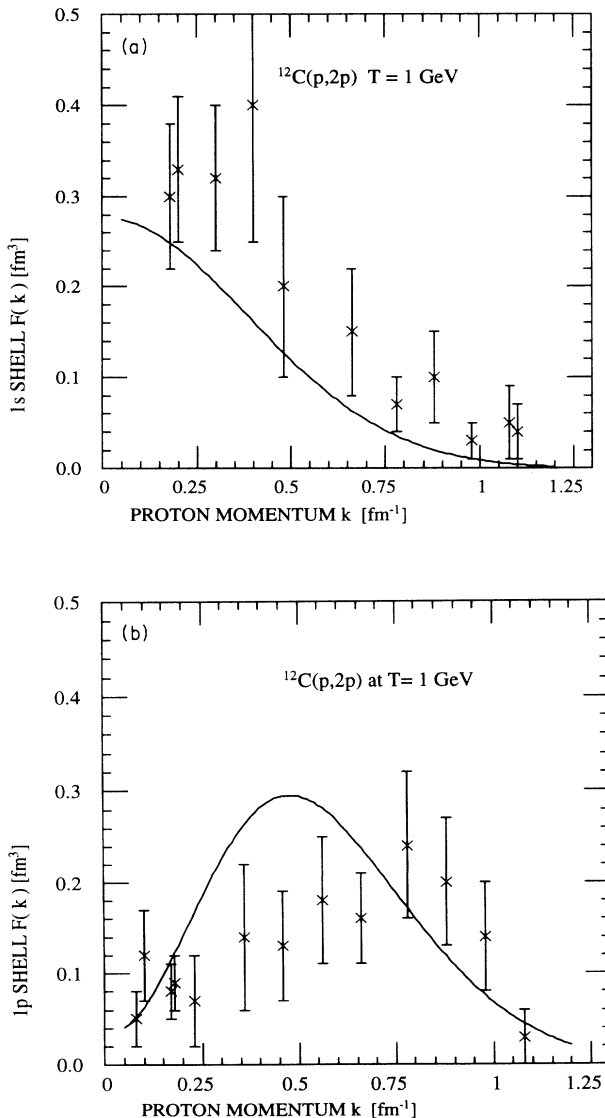 (a)
¹²C(p,2p) T = 1 GeV
0.5
0.4
0.3
0.2
0.1
0.0
1s SHELL F( k ) [fm³]
0 0.25 0.5 0.75 1 1.25
PROTON MOMENTUM k [fm⁻¹]
(b)
¹²C(p,2p) at T= 1 GeV
0.5
0.4
0.3
0.2
0.1
0.0
1p SHELL F( k ) [fm³]
0 0.25 0.5 0.75 1 1.25
PROTON MOMENTUM k [fm⁻¹]